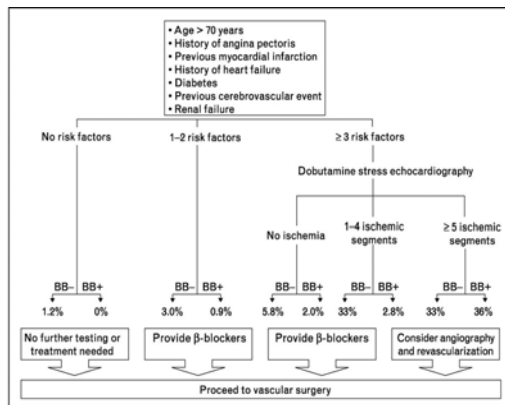 • Age > 70 years
• History of angina pectoris
• Previous myocardial infarction
• History of heart failure
• Diabetes
• Previous cerebrovascular event
• Renal failure
No risk factors
1–2 risk factors
≥ 3 risk factors
Dobutamine stress echocardiography
No ischemia
1–4 ischemic
segments
≥ 5 ischemic
segments
BB– BB+
1.2% 0%
BB– BB+
3.0% 0.9%
BB– BB+
5.8% 2.0%
BB– BB+
33% 2.8%
BB– BB+
33% 36%
No further testing or
treatment needed
Provide β-blockers
Provide β-blockers
Consider angiography
and revascularization
Proceed to vascular surgery